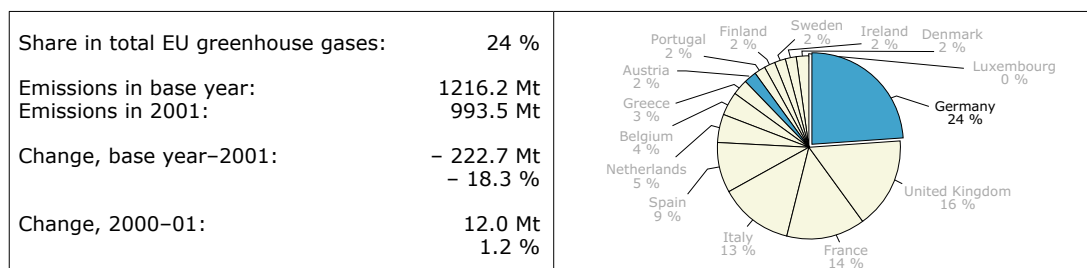 Share in total EU greenhouse gases: 24 %
Emissions in base year: 1216.2 Mt
Emissions in 2001: 993.5 Mt
Change, base year–2001: – 222.7 Mt
– 18.3 %
Change, 2000–01: 12.0 Mt
1.2 %
Sweden
2 %
Ireland
2 %
Denmark
2 %
Finland
2 %
Portugal
2 %
Luxembourg
0 %
Austria
2 %
Germany
24 %
Greece
3 %
Belgium
4 %
Netherlands
5 %
United Kingdom
16 %
Spain
9 %
Italy
13 %
France
14 %